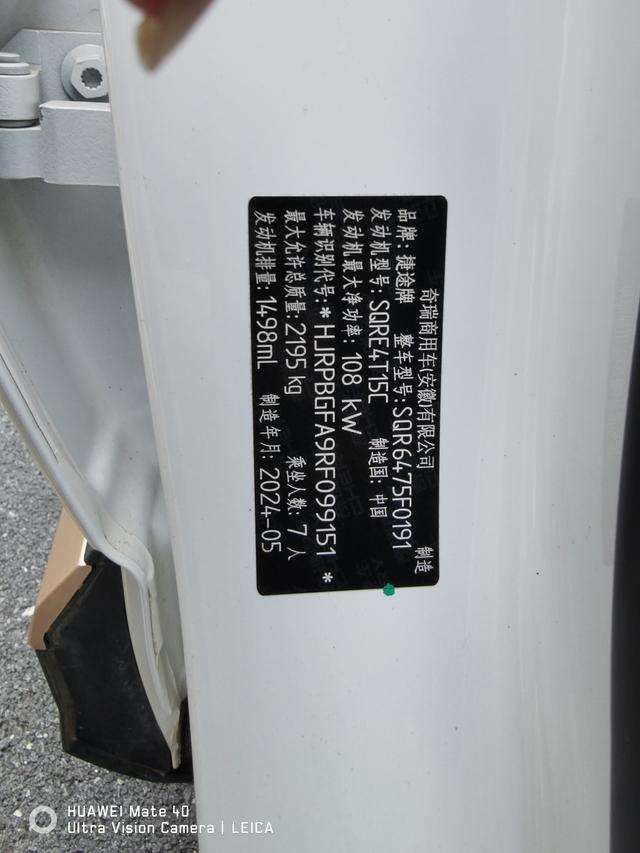 奇瑞商用车(安徽)有限公司 制造
品牌:捷途牌 整车型号:SQR6475F0191
发动机型号:SQRE4T15C 制造国:中国
发动机最大净功率:108 kW
车辆识别代号:*HJRPBGFA9RF099151*
最大允许总质量:2195 kg 乘坐人数:7 人
发动机排量:1498mL 制造年月:2024-05
HUAWEI Mate 40
Ultra Vision Camera | LEICA